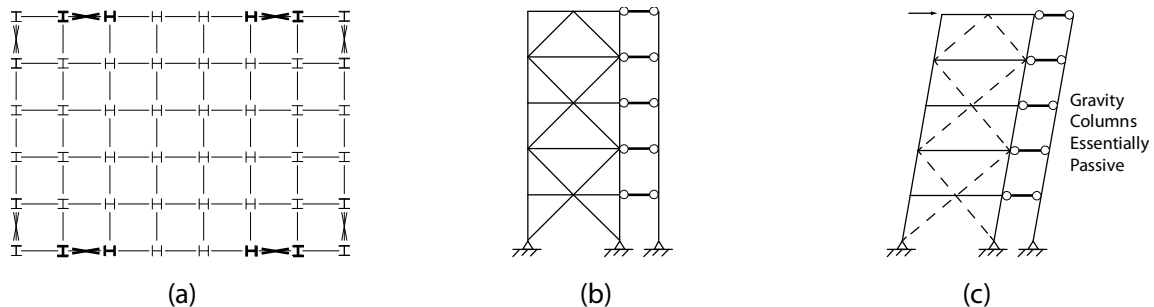 Gravity
Columns
Essentially
Passive
(a)
(b)
(c)